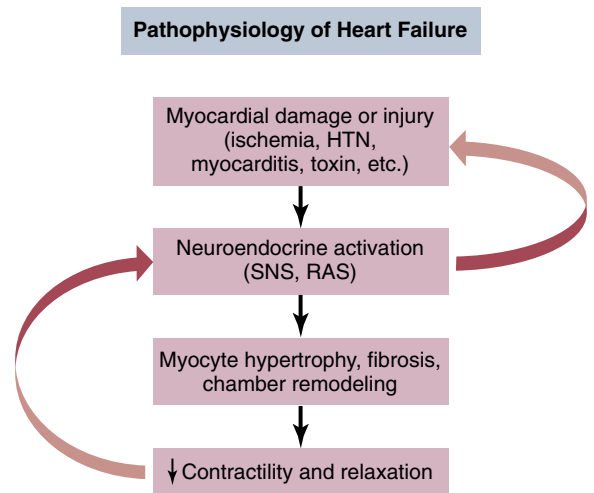 Pathophysiology of Heart Failure
Myocardial damage or injury
(ischemia, HTN,
myocarditis, toxin, etc.)
Neuroendocrine activation
(SNS, RAS)
Myocyte hypertrophy, fibrosis,
chamber remodeling
↓ Contractility and relaxation